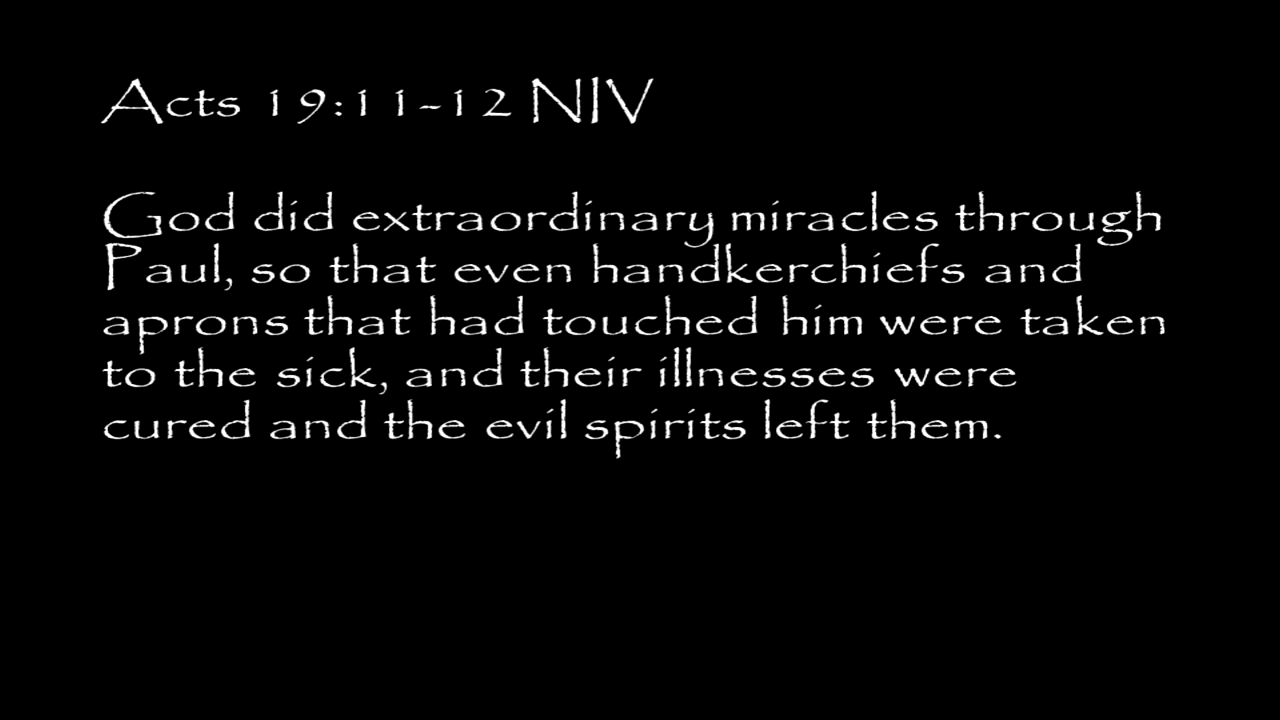 Acts 19:11-12 NIV
God did extraordinary miracles through
Paul, so that even handkerchiefs and
aprons that had touched him were taken
to the sick, and their illnesses were
cured and the evil spirits left them.